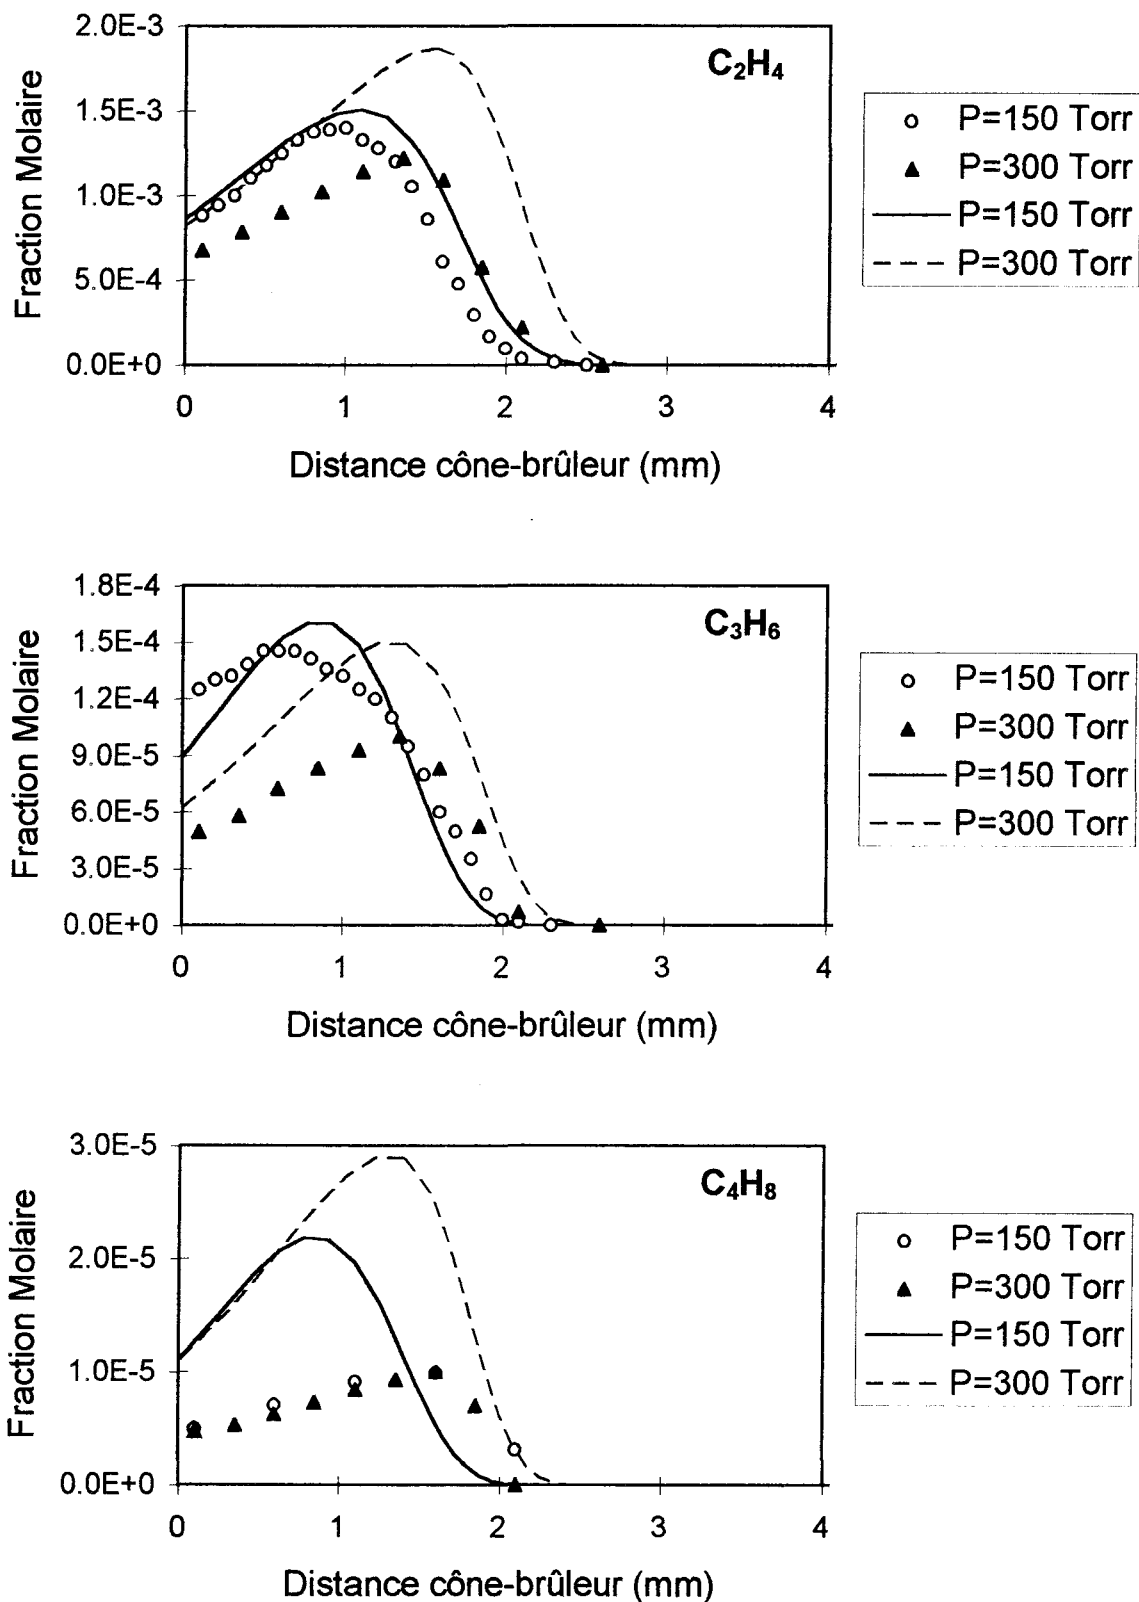 2.0E-3
C2H4
1.5E-3
1.0E-3
5.0E-4
0.0E+0
Fraction Molaire
0 1 2 3 4
Distance cône-brûleur (mm)
P=150 Torr
P=300 Torr
P=150 Torr
P=300 Torr
1.8E-4
C3H6
1.5E-4
1.2E-4
9.0E-5
6.0E-5
3.0E-5
0.0E+0
Fraction Molaire
0 1 2 3 4
Distance cône-brûleur (mm)
P=150 Torr
P=300 Torr
P=150 Torr
P=300 Torr
3.0E-5
C4H8
2.0E-5
1.0E-5
0.0E+0
Fraction Molaire
0 1 2 3 4
Distance cône-brûleur (mm)
P=150 Torr
P=300 Torr
P=150 Torr
P=300 Torr